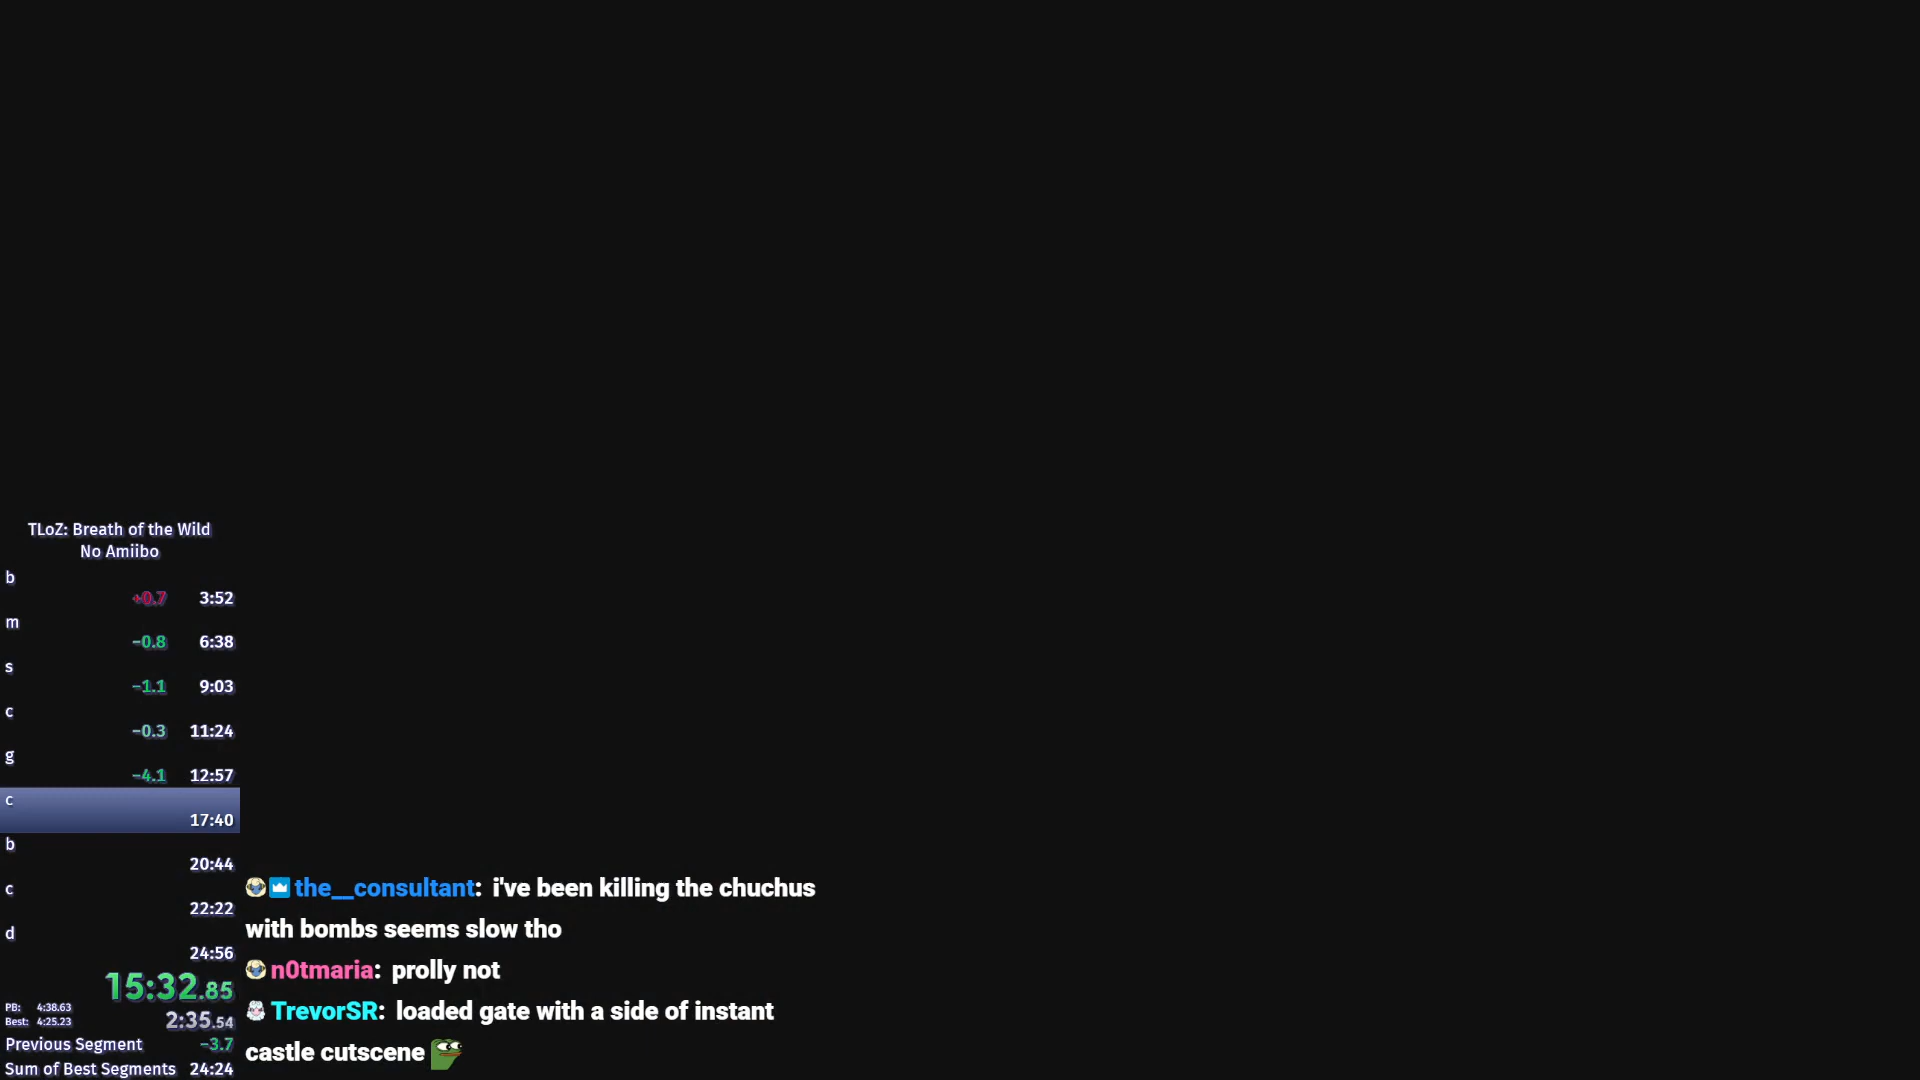 TLoZ: Breath of the Wild
No Amiibo
b
+0.7 3:52
m
−0.8 6:38
s
−1.1 9:03
c
−0.3 11:24
g
−4.1 12:57
c
17:40
b
20:44
c
22:22
d
24:56
15:32.85
PB: 4:38.63
Best: 4:25.23
2:35.54
Previous Segment −3.7
Sum of Best Segments 24:24
the__consultant: i've been killing the chuchus
with bombs seems slow tho
n0tmaria: prolly not
TrevorSR: loaded gate with a side of instant
castle cutscene